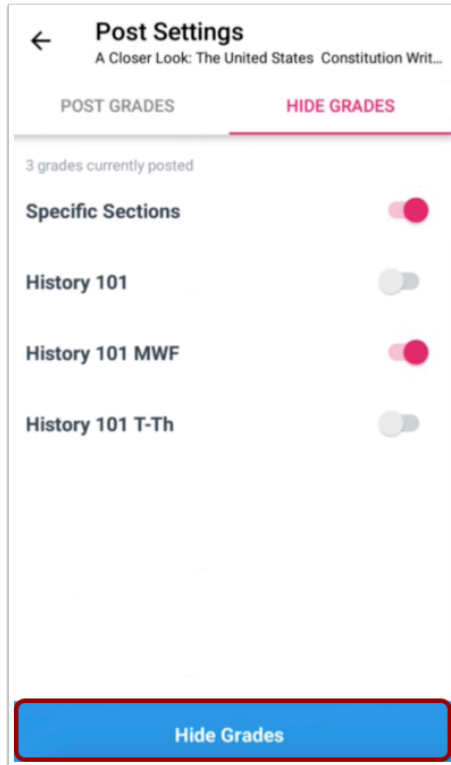 Post Settings
A Closer Look: The United States Constitution Writ...
POST GRADES
HIDE GRADES
3 grades currently posted
Specific Sections
History 101
History 101 MWF
History 101 T-Th
Hide Grades